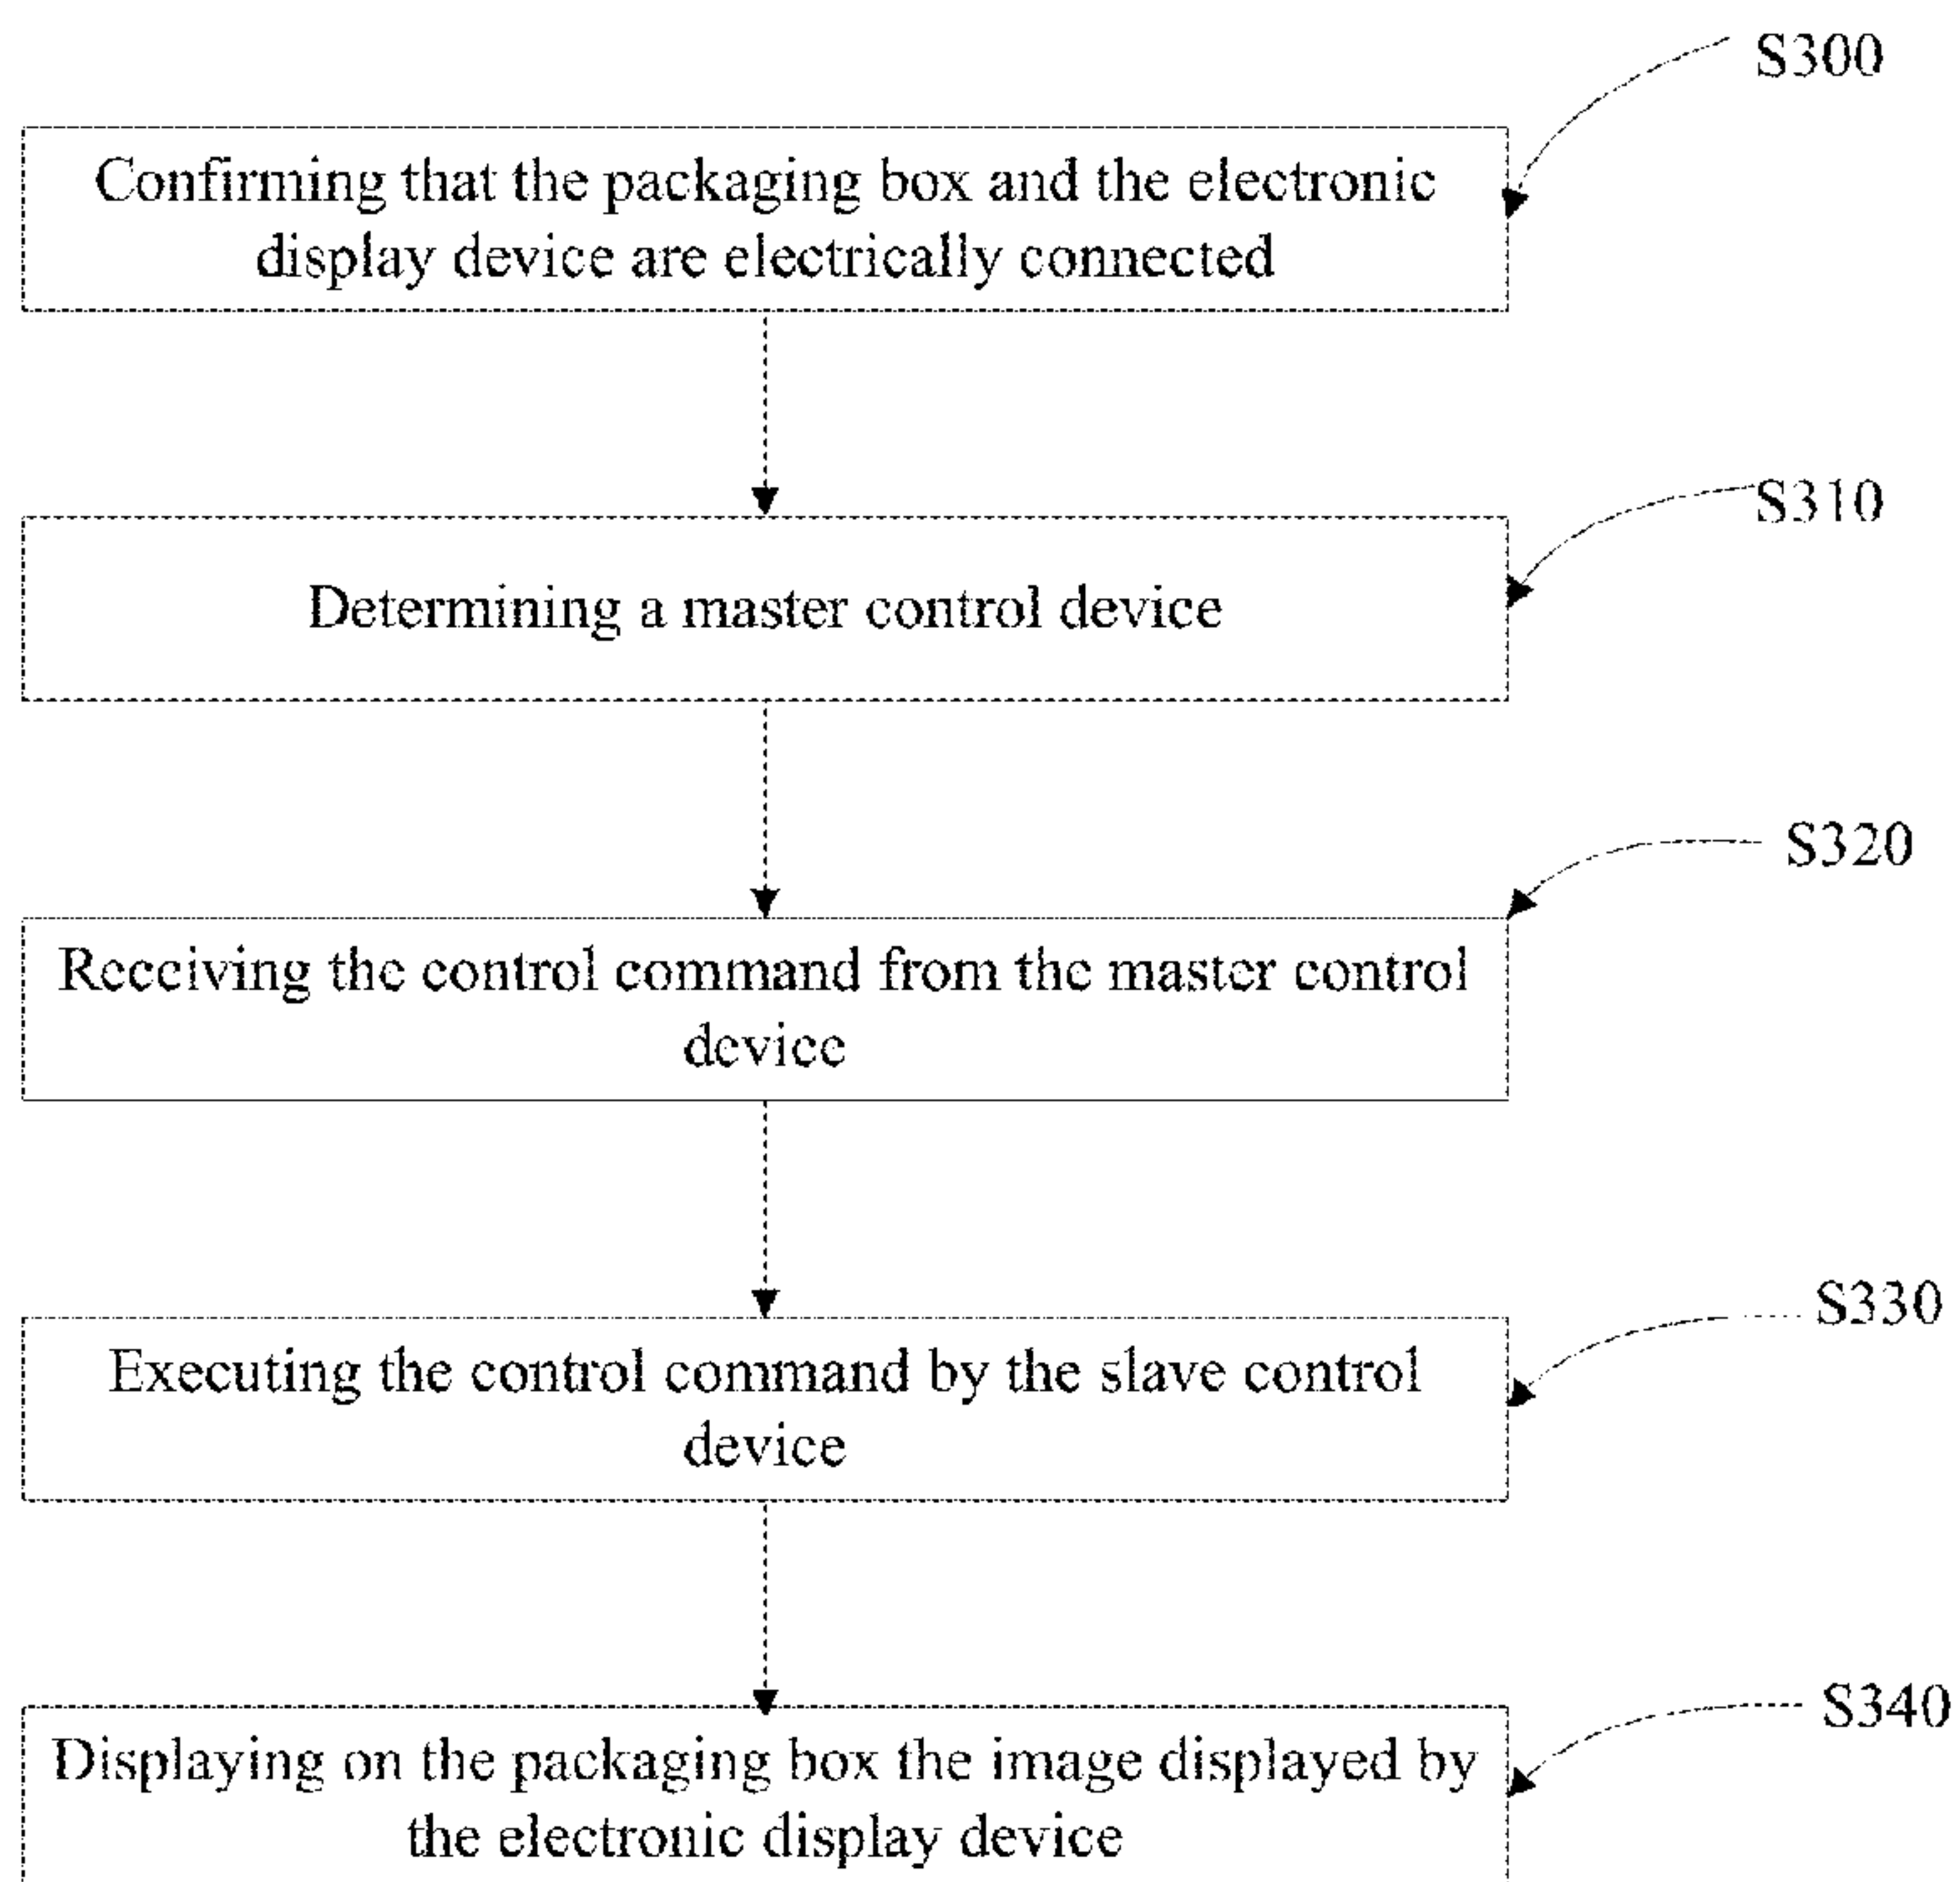 S300
Confirming that the packaging box and the electronic
display device are electrically connected
S310
Determining a master control device
S320
Receiving the control command from the master control
device
S330
Executing the control command by the slave control
device
S340
Displaying on the packaging box the image displayed by
the electronic display device